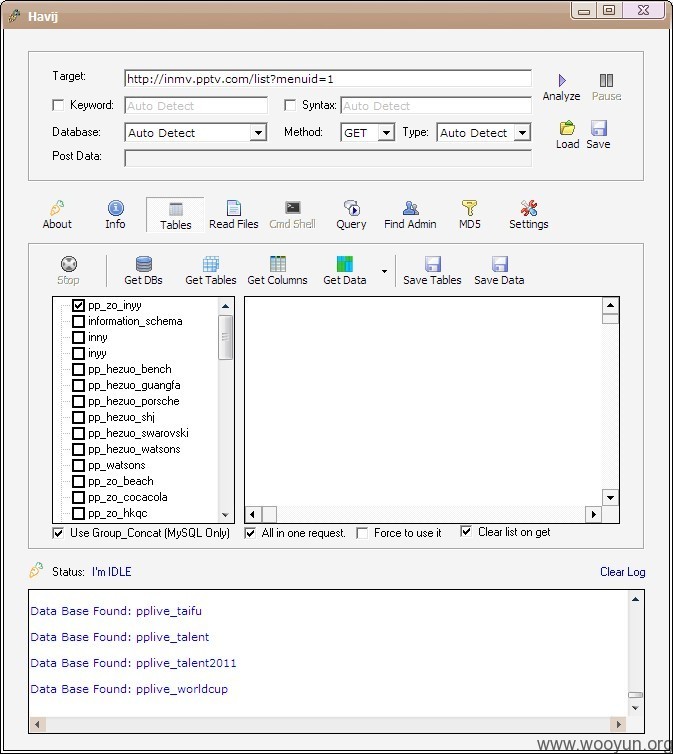 Havij
Target: http://inmv.pptv.com/list?menuid=1
Analyze Pause
Keyword: Auto Detect Syntax: Auto Detect
Database: Auto Detect Method: GET Type: Auto Detect
Load Save
Post Data:
About Info Tables Read Files Cmd Shell Query Find Admin MD5 Settings
Stop Get DBs Get Tables Get Columns Get Data Save Tables Save Data
pp_zo_inyy
information_schema
inny
inyy
pp_hezuo_bench
pp_hezuo_guangfa
pp_hezuo_porsche
pp_hezuo_shj
pp_hezuo_swarovski
pp_hezuo_watsons
pp_watsons
pp_zo_beach
pp_zo_cocacola
pp_zo_hkqc
Use Group_Concat (MySQL Only) All in one request. Force to use it Clear list on get
Status: I'm IDLE Clear Log
Data Base Found: pplive_taifu
Data Base Found: pplive_talent
Data Base Found: pplive_talent2011
Data Base Found: pplive_worldcup
www.wooyun.org